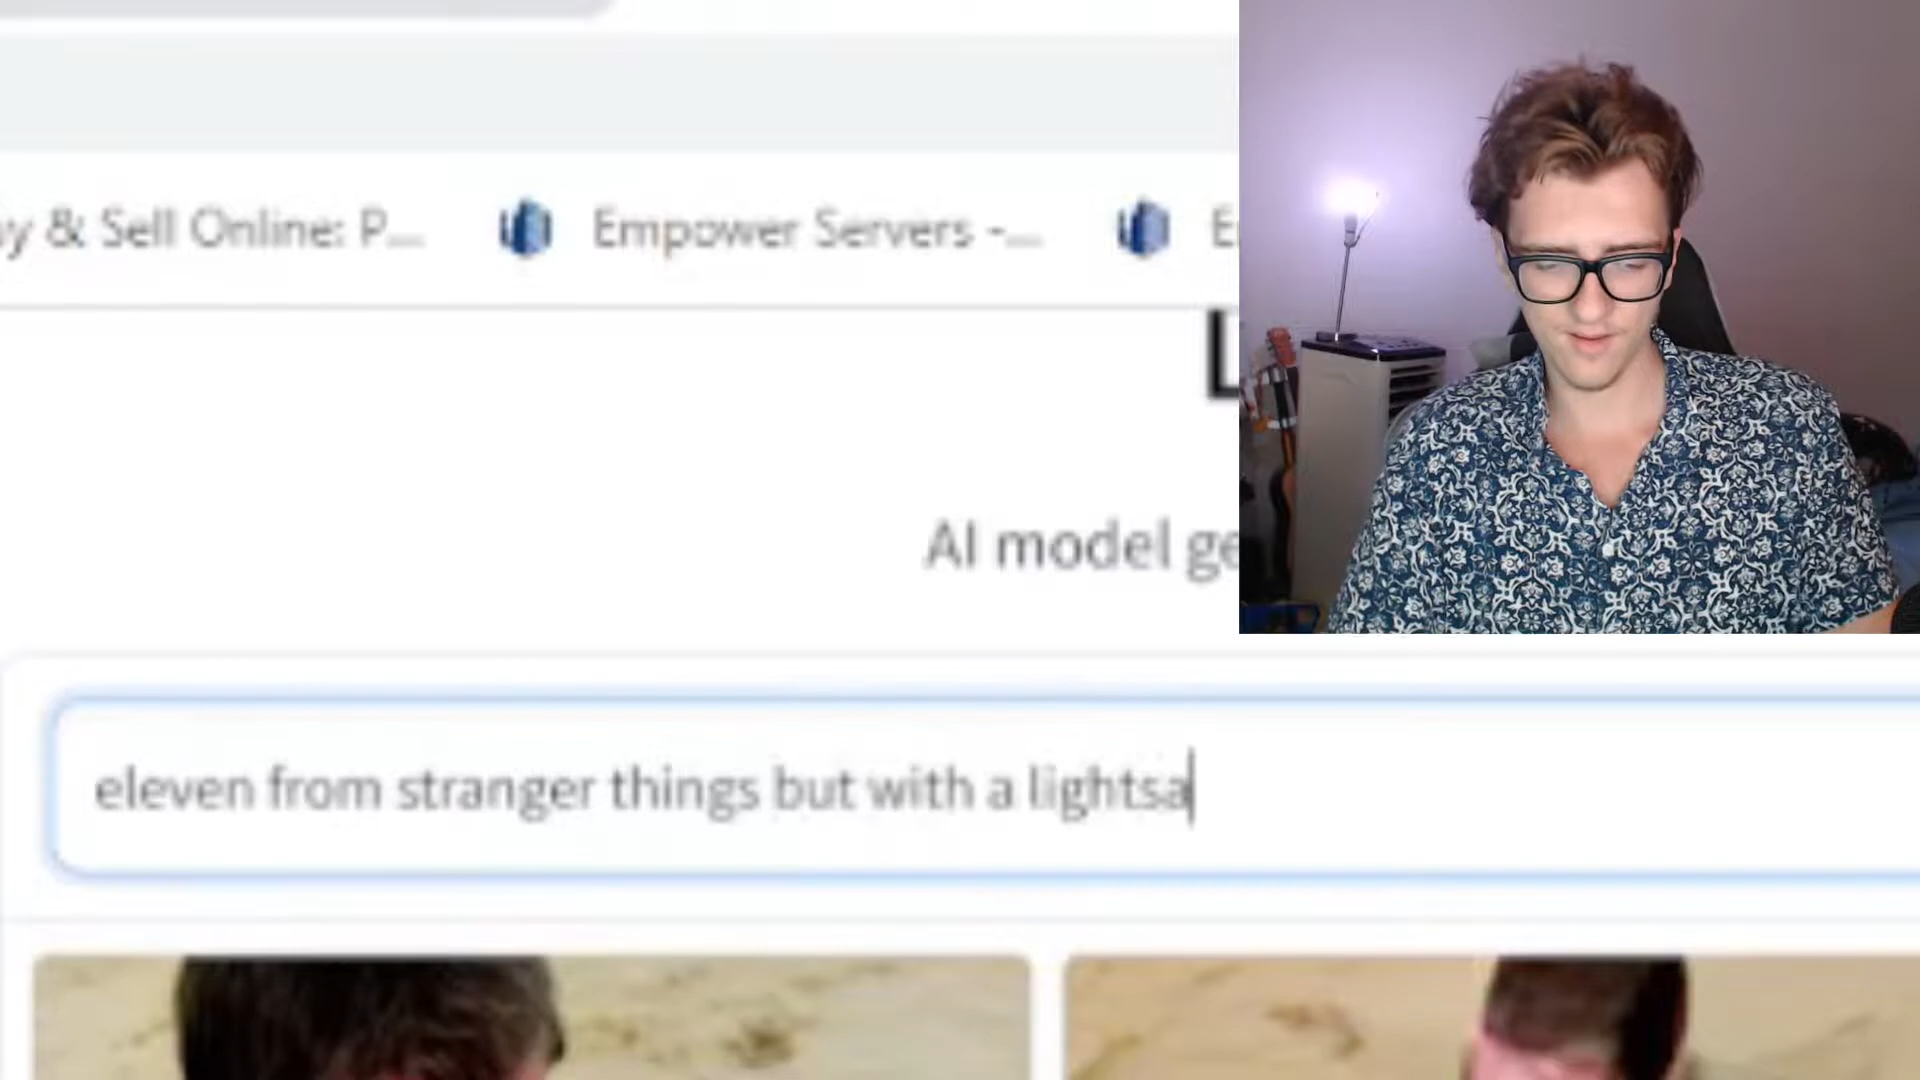 y & Sell Online: P...
Empower Servers -...
E
L
AI model ge
eleven from stranger things but with a lightsa